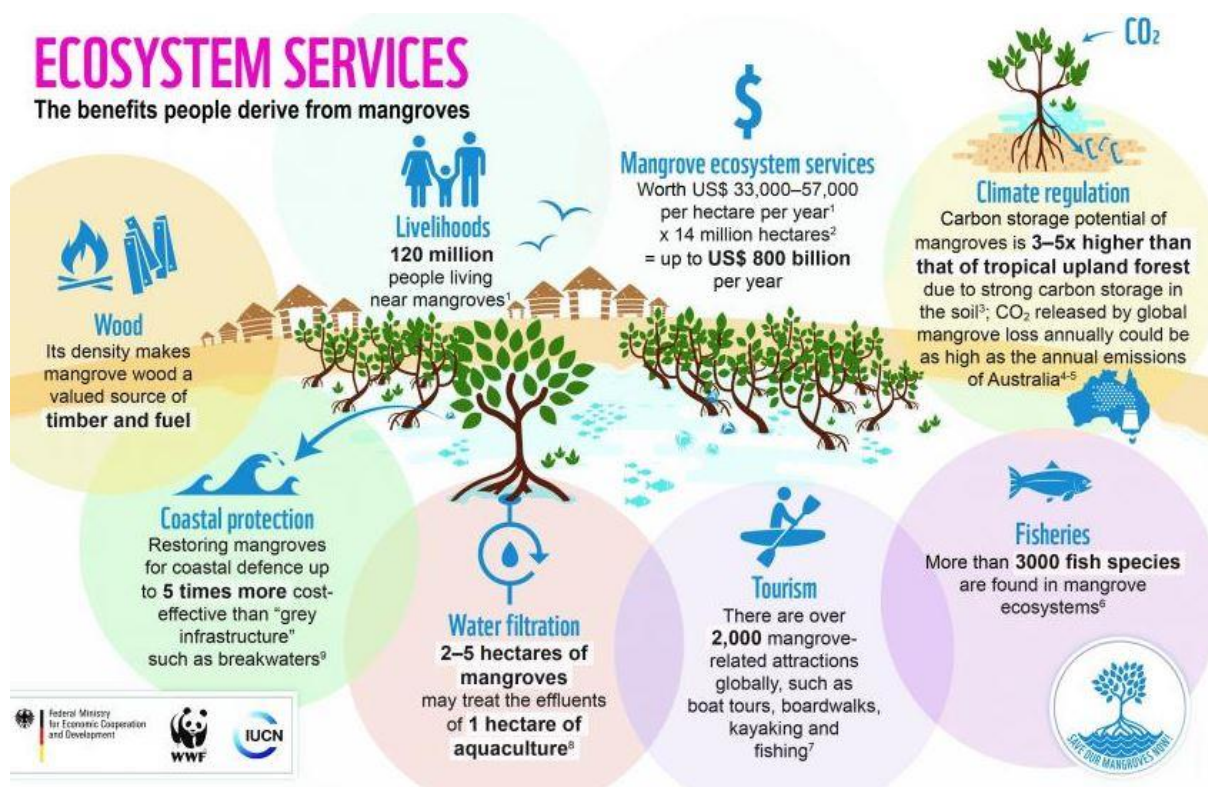 ECOSYSTEM SERVICES
The benefits people derive from mangroves
Wood
Its density makes
mangrove wood a
valued source of
timber and fuel
Livelihoods
120 million
people living
near mangroves¹
$
Mangrove ecosystem services
Worth US$ 33,000–57,000
per hectare per year¹
x 14 million hectares²
= up to US$ 800 billion
per year
CO₂
C C C
Climate regulation
Carbon storage potential of
mangroves is 3–5x higher than
that of tropical upland forest
due to strong carbon storage in
the soil³; CO₂ released by global
mangrove loss annually could be
as high as the annual emissions
of Australia⁴⁻⁵
Coastal protection
Restoring mangroves
for coastal defence up
to 5 times more cost-
effective than “grey
infrastructure”
such as breakwaters⁹
Water filtration
2–5 hectares of
mangroves
may treat the effluents
of 1 hectare of
aquaculture⁸
Tourism
There are over
2,000 mangrove-
related attractions
globally, such as
boat tours, boardwalks,
kayaking and
fishing⁷
Fisheries
More than 3000 fish species
are found in mangrove
ecosystems⁶
Federal Ministry
for Economic Cooperation
and Development
WWF
IUCN
SAVE OUR MANGROVES NOW!